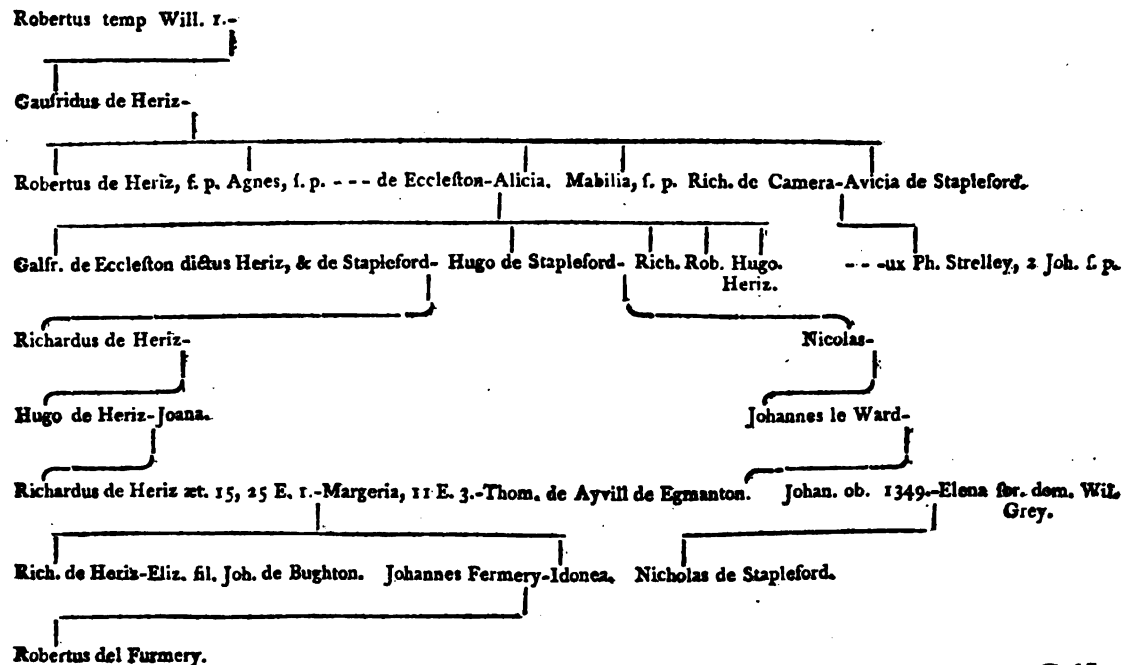 Robertus temp Will. 1.-
Gauſridus de Heriz-
Robertus de Heriz, ſ. p. Agnes, ſ. p. - - - de Eccleſton-Alicia. Mabilia, ſ. p. Rich. de Camera-Avicia de Stapleford.
Galfr. de Eccleſton dictus Heriz, & de Stapleford- Hugo de Stapleford- Rich. Rob. Hugo. - - -ux Ph. Strelley, 2 Joh. ſ. p.
Heriz.
Richardus de Heriz- Nicolas-
Hugo de Heriz-Joana. Johannes le Ward-
Richardus de Heriz æt. 15, 25 E. 1.-Margeria, 11 E. 3.-Thom. de Ayvill de Egmanton. Johan. ob. 1349.-Elena ſor. dom. Wil.
Grey.
Rich. de Heriz-Eliz. fil. Joh. de Bughton. Johannes Fermery-Idonea. Nicholas de Stapleford.
Robertus del Furmery.